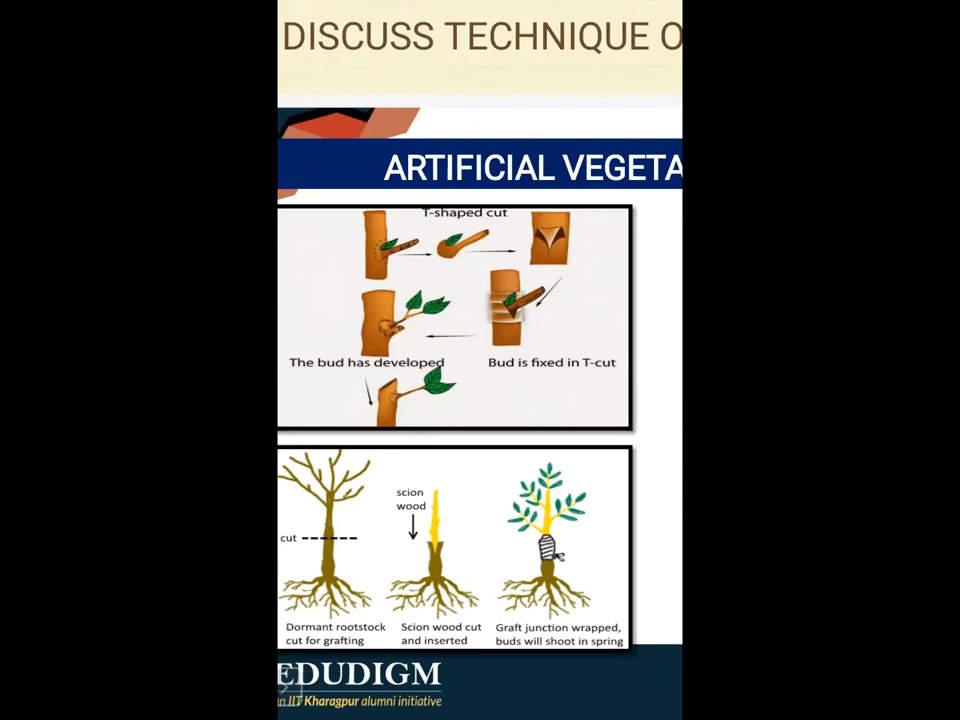 DISCUSS TECHNIQUE O
ARTIFICIAL VEGETA
T-shaped cut
The bud has developed
Bud is fixed in T-cut
scion
wood
cut
Dormant rootstock
cut for grafting
Scion wood cut
and inserted
Graft junction wrapped,
buds will shoot in spring
EDUDIGM
an IIT Kharagpur alumni initiative